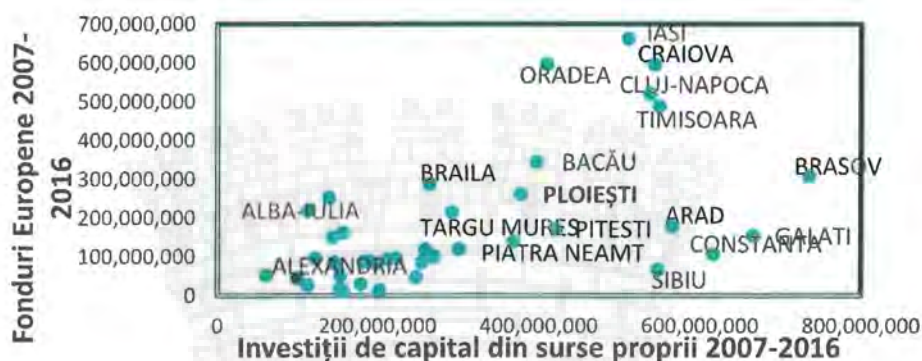 Fonduri Europene 2007-
2016
700,000,000
600,000,000
500,000,000
400,000,000
300,000,000
200,000,000
100,000,000
0
IASI
CRAIOVA
ORADEA
CLUJ-NAPOCA
TIMISOARA
BACĂU
BRASOV
BRAILA
PLOIEȘTI
ALBA-IULIA
ARAD
TARGU MURES
PITESTI
GALATI
CONSTANTA
PIATRA NEAMT
ALEXANDRIA
SIBIU
0
200,000,000
400,000,000
600,000,000
800,000,000
Investiții de capital din surse proprii 2007-2016